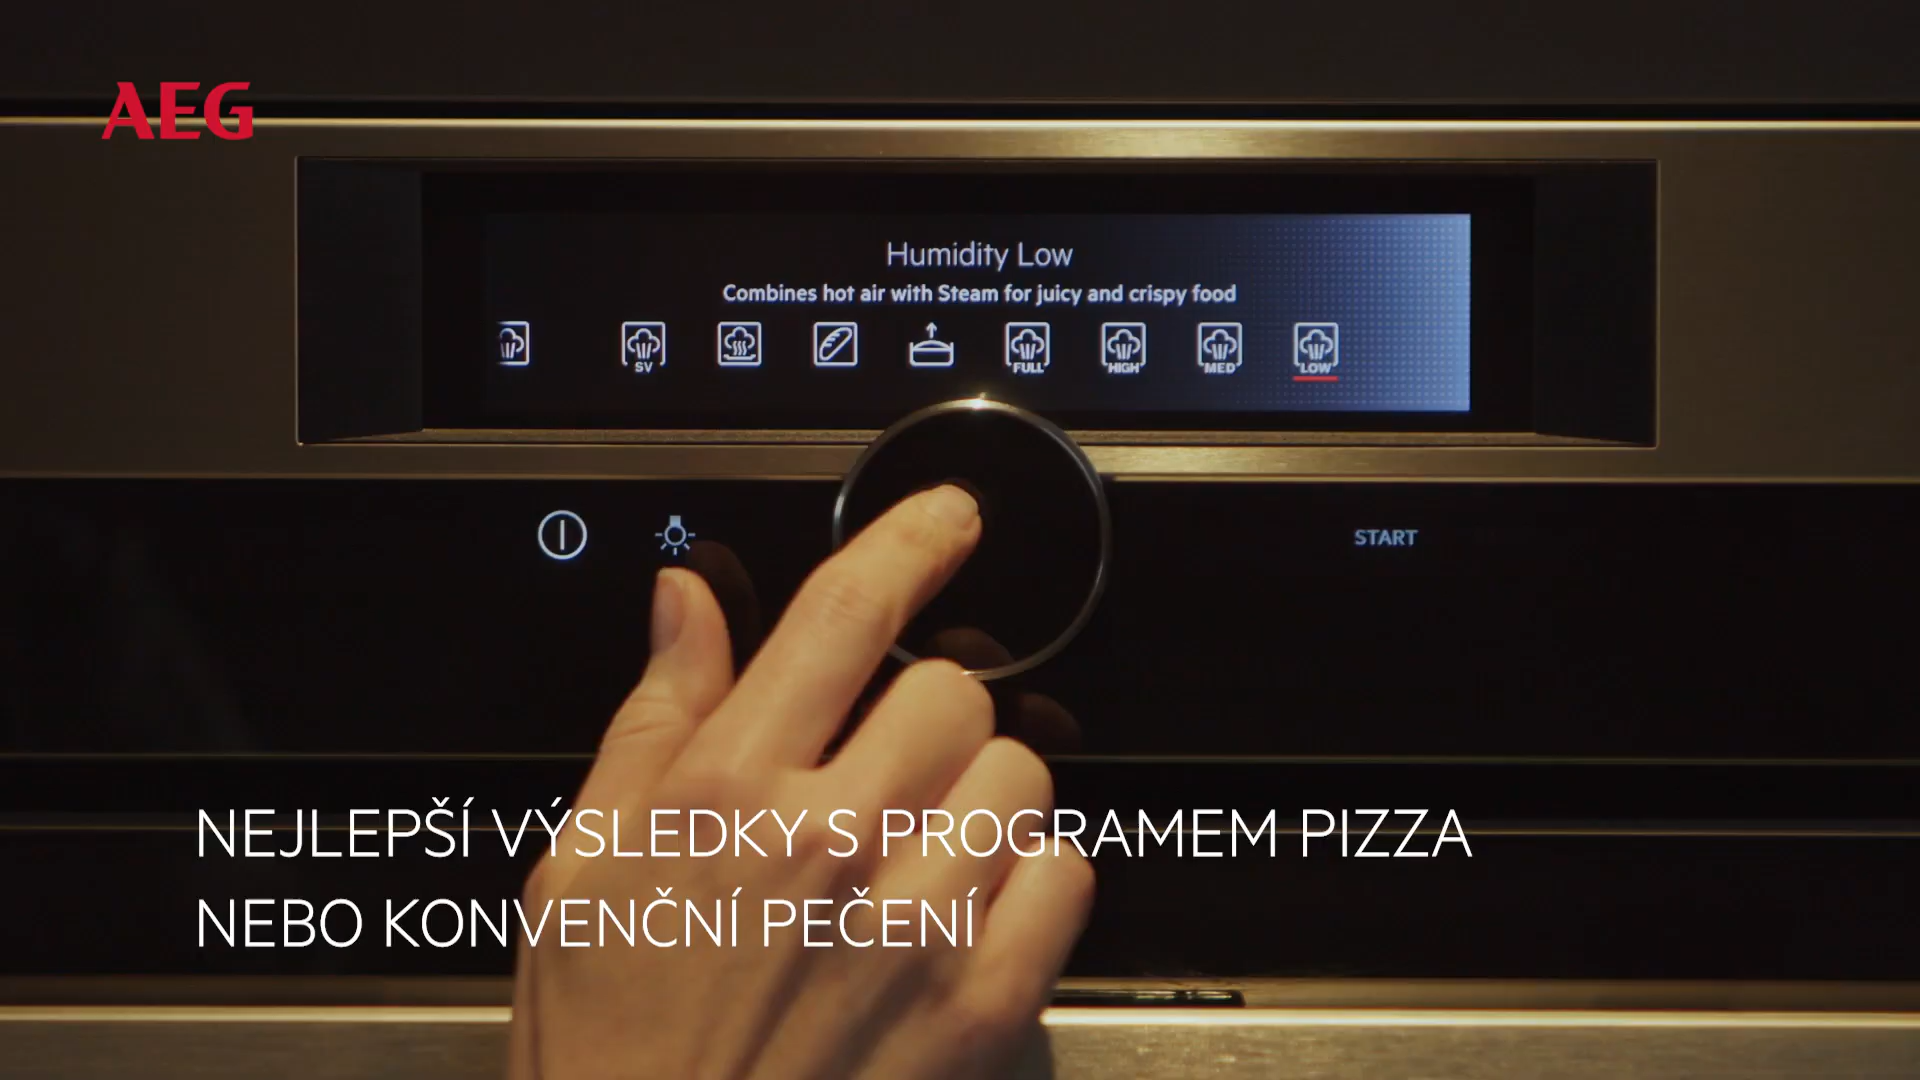 AEG
Humidity Low
Combines hot air with Steam for juicy and crispy food
SV
FULL
HIGH
MED
LOW
START
NEJLEPŠÍ VÝSLEDKY S PROGRAMEM PIZZA
NEBO KONVENČNÍ PEČENÍ